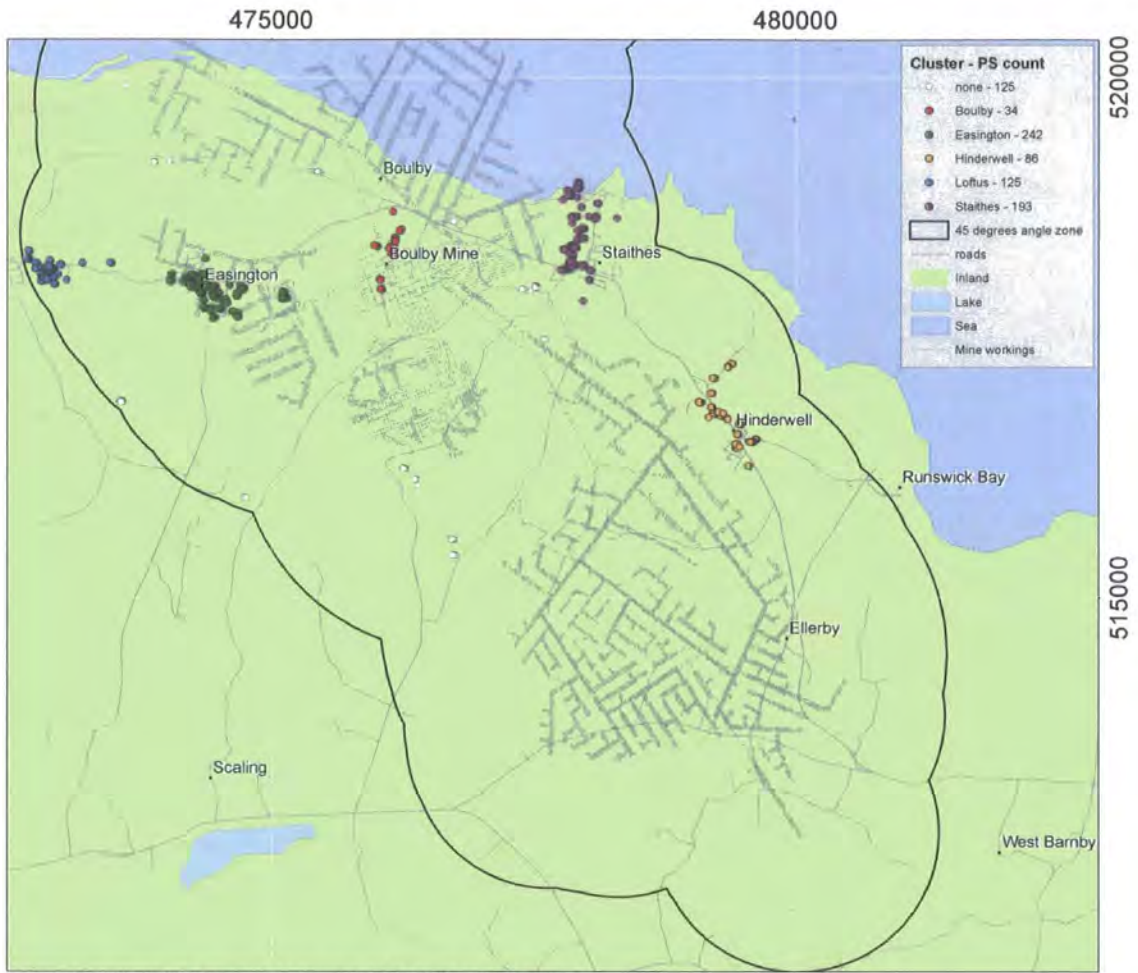 475000 480000
520000
515000
Cluster - PS count
none - 125
Boulby - 34
Easington - 242
Hinderwell - 86
Loftus - 125
Staithes - 193
45 degrees angle zone
roads
Inland
Lake
Sea
Mine workings
Boulby
Boulby Mine
Staithes
Easington
Hinderwell
Runswick Bay
Ellerby
Scaling
West Barnby